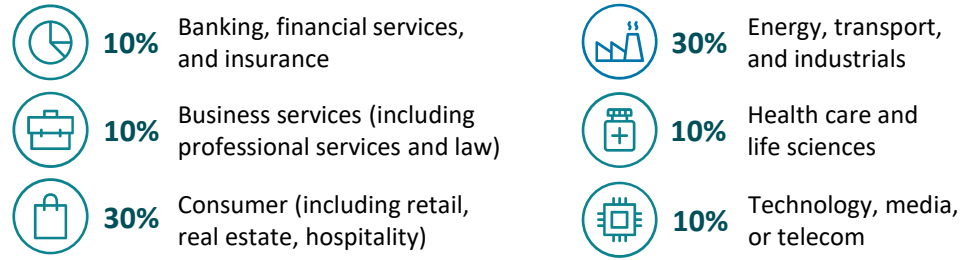 10%
Banking, financial services,
and insurance
10%
Business services (including
professional services and law)
30%
Consumer (including retail,
real estate, hospitality)
30%
Energy, transport,
and industrials
10%
Health care and
life sciences
10%
Technology, media,
or telecom